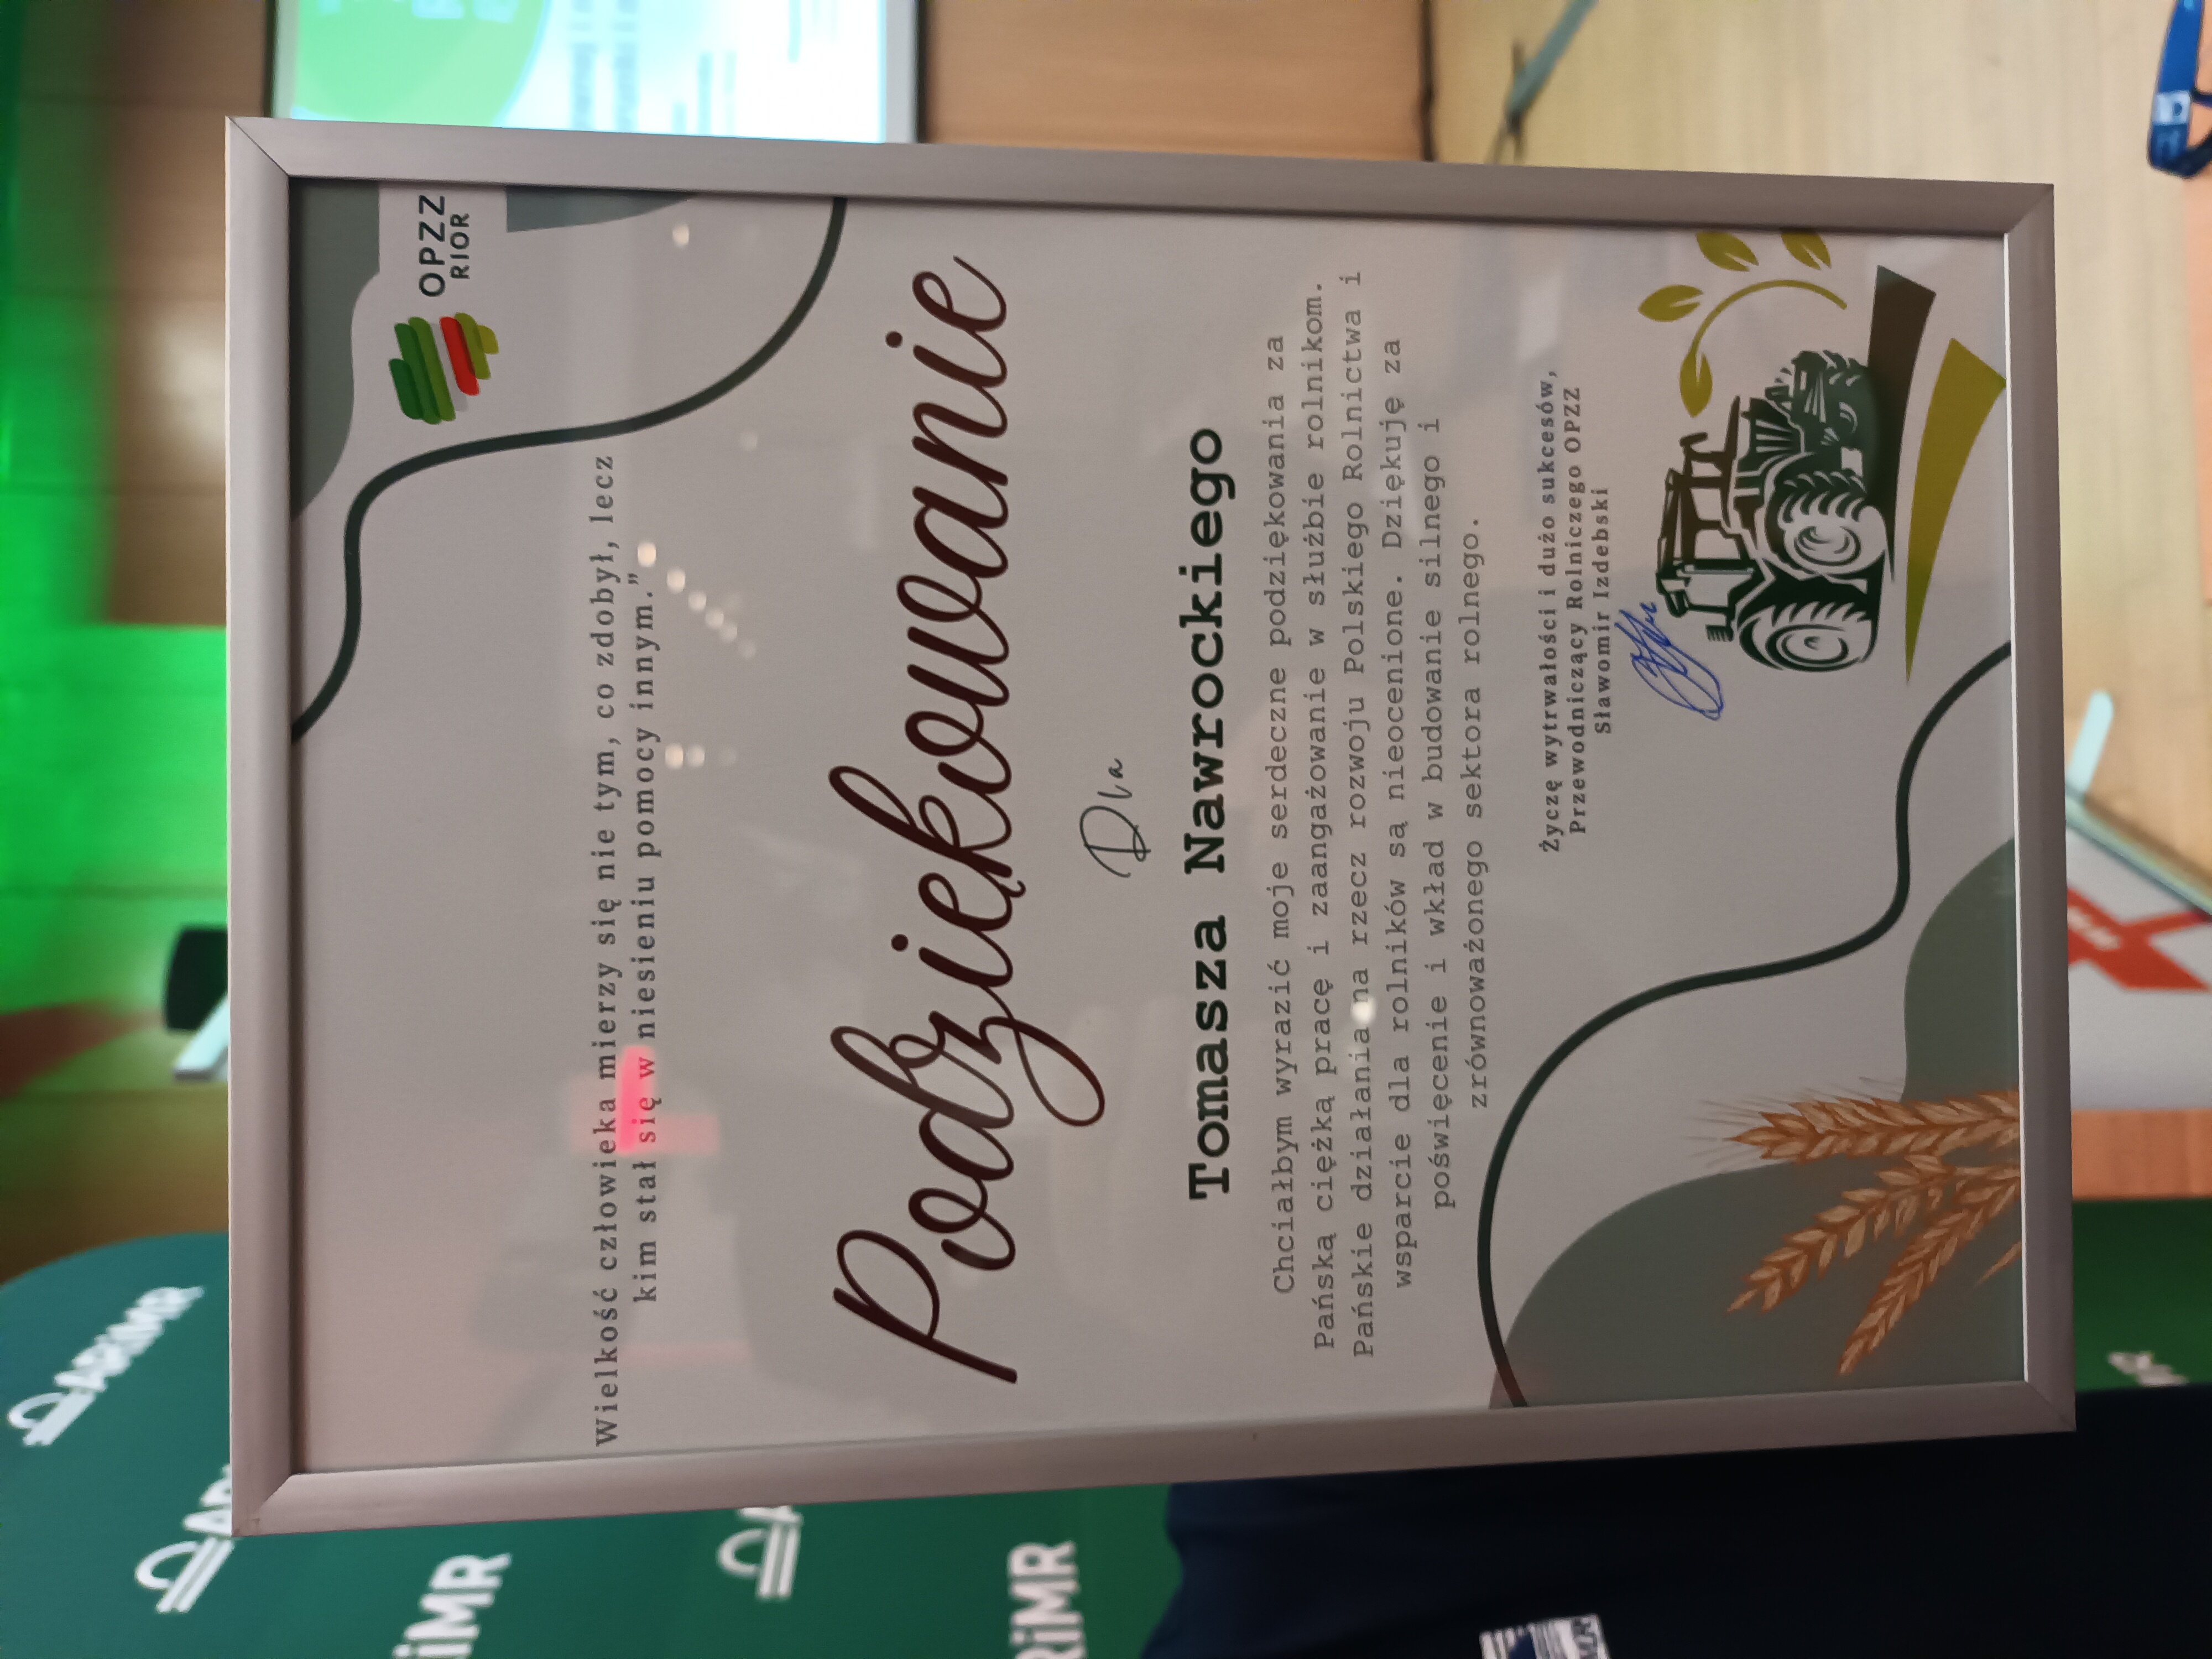 OPZZ
RIOR
Wielkość człowieka mierzy się nie tym, co zdobył, lecz
kim stał się w niesieniu pomocy innym.”
Podziękowanie
Dla
Tomasza Nawrockiego
Chciałbym wyrazić moje serdeczne podziękowania za
Pańską ciężką pracę i zaangażowanie w służbie rolnikom.
Pańskie działania na rzecz rozwoju Polskiego Rolnictwa i
wsparcie dla rolników są nieocenione. Dziękuję za
poświęcenie i wkład w budowanie silnego i
zrównoważonego sektora rolnego.
Życzę wytrwałości i dużo sukcesów,
Przewodniczący Rolniczego OPZZ
Sławomir Izdebski
ARiMR
iMR
RiMR